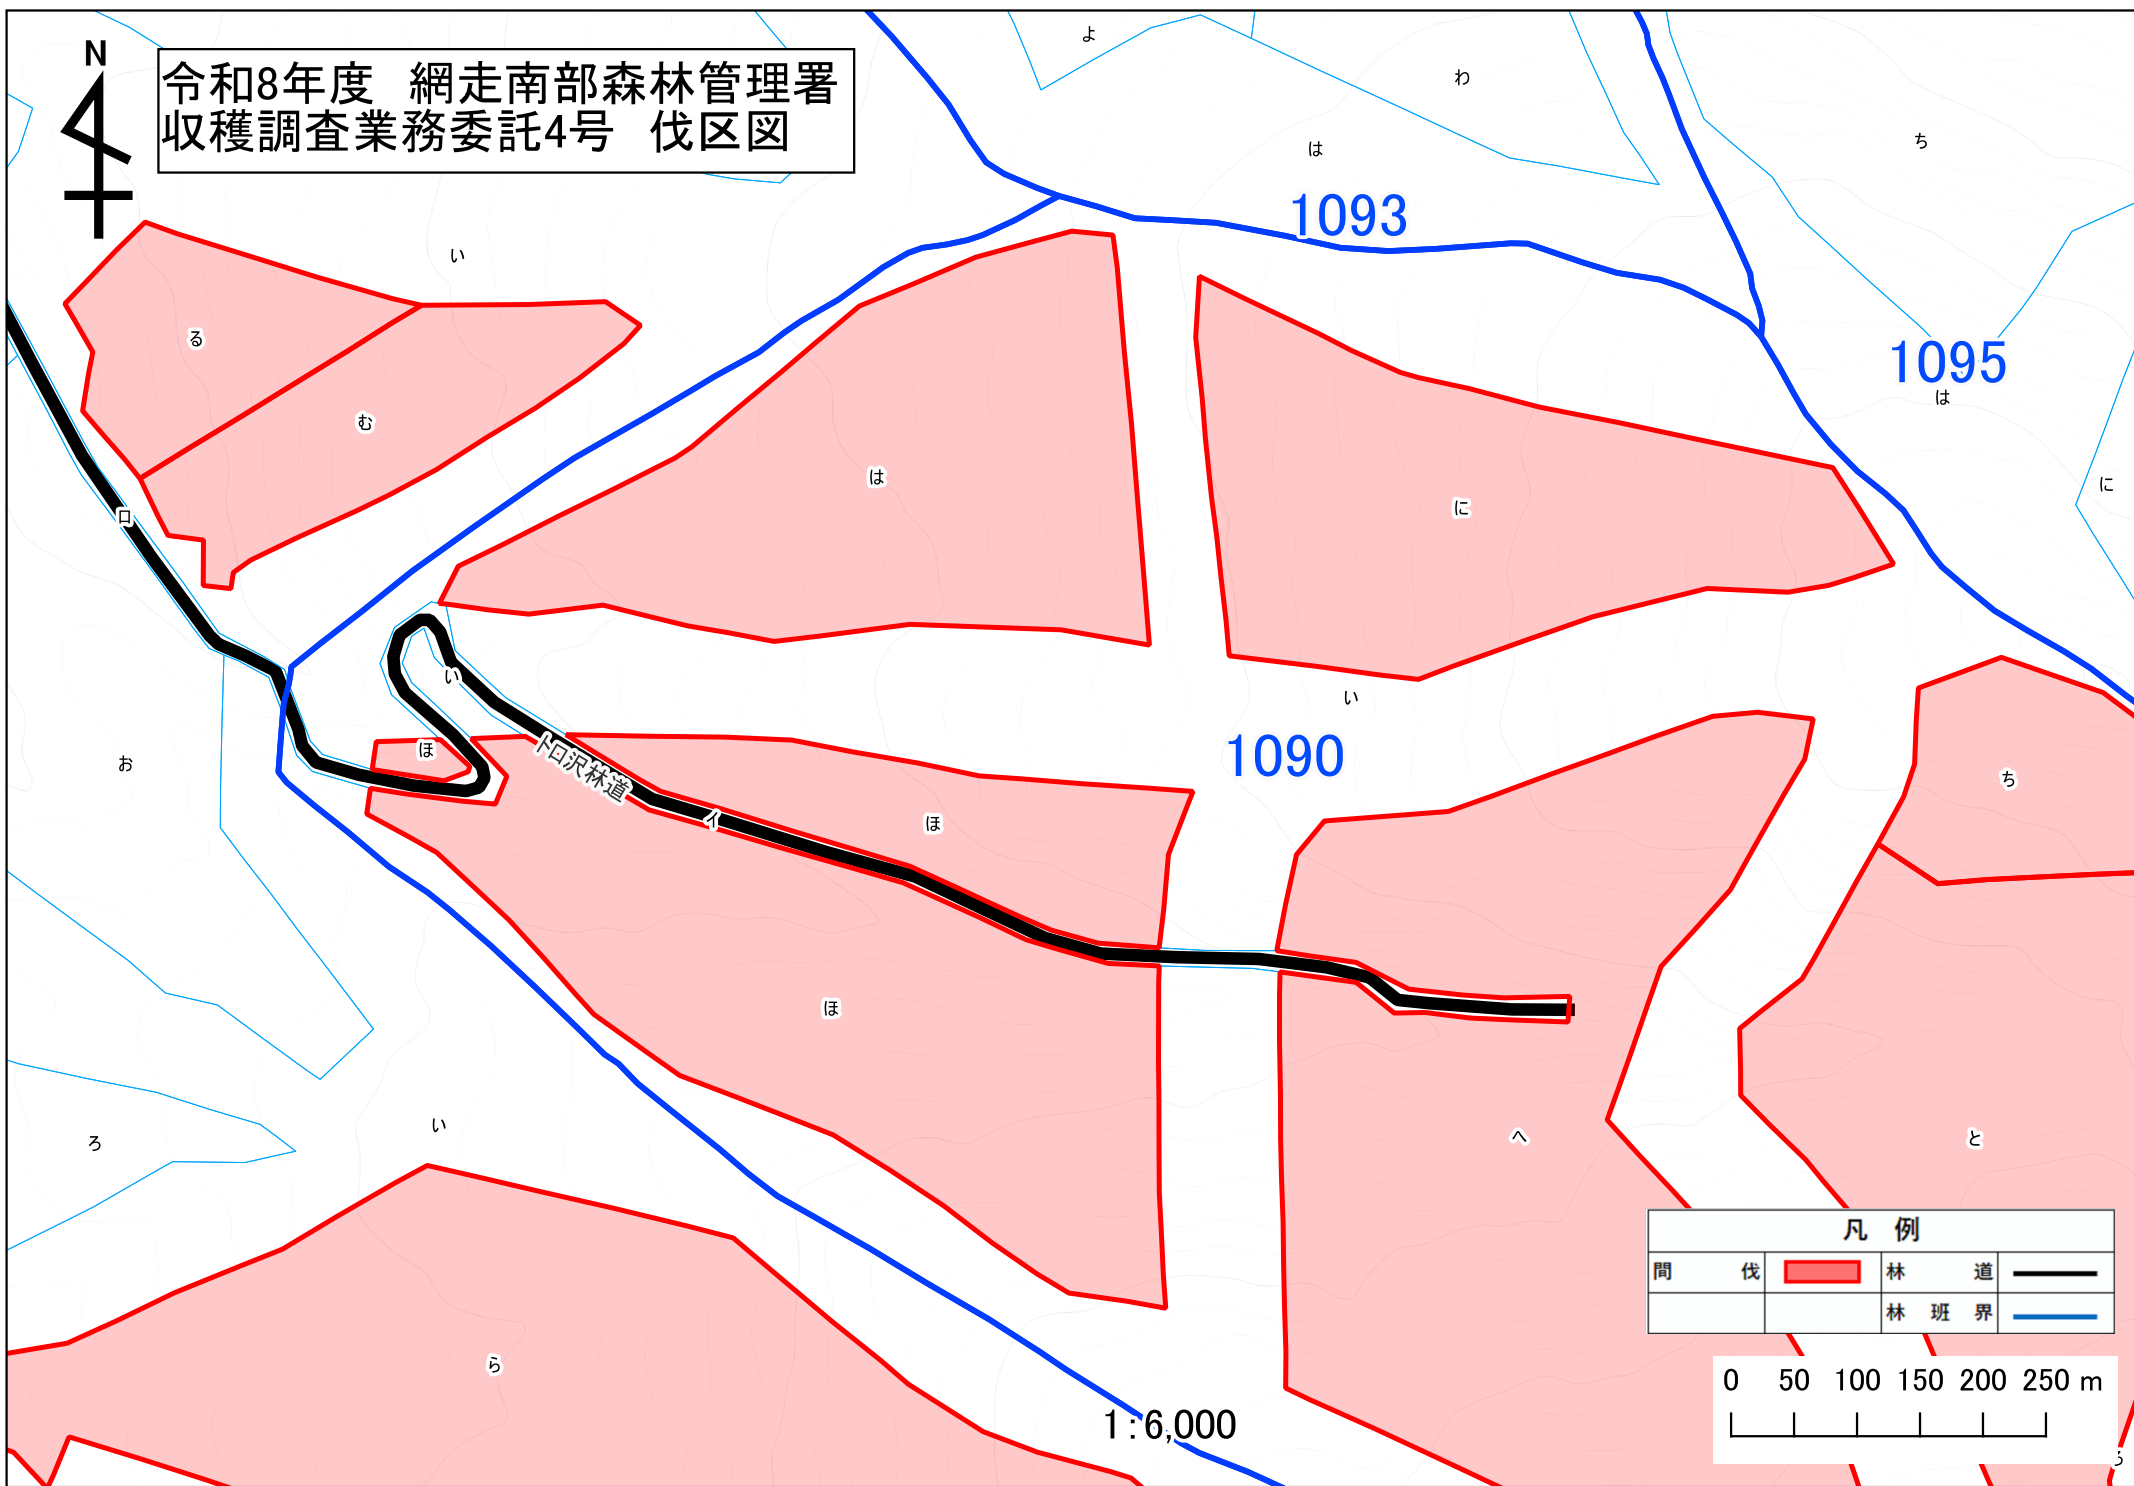 N
令和8年度　網走南部森林管理署
収穫調査業務委託4号　伐区図
よ
わ
ち
は
1093
い
る
1095
は
む
は
に
に
ロ
い
い
1090
お
ほ
トロ沢林道
ち
イ
ほ
ほ
い
へ
と
ろ
凡　例
間　伐
林　道
林　班　界
ら
0 50 100 150 200 250 m
1:6,000
ろ